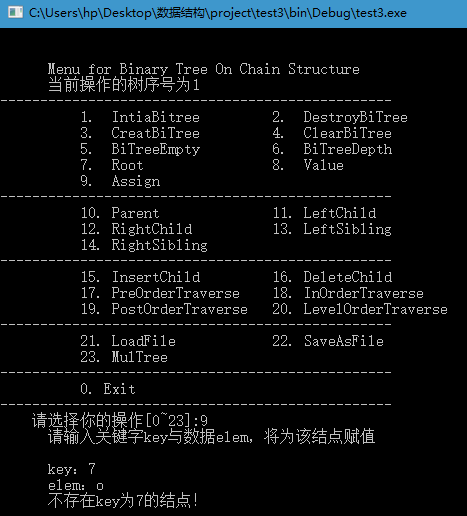 C:\Users\hp\Desktop\数据结构\project\test3\bin\Debug\test3.exe
Menu for Binary Tree On Chain Structure
当前操作的树序号为1
------------------------------------------------
1. IntiaBitree 2. DestroyBiTree
3. CreatBiTree 4. ClearBiTree
5. BiTreeEmpty 6. BiTreeDepth
7. Root 8. Value
9. Assign
------------------------------------------------
10. Parent 11. LeftChild
12. RightChild 13. LeftSibling
14. RightSibling
------------------------------------------------
15. InsertChild 16. DeleteChild
17. PreOrderTraverse 18. InOrderTraverse
19. PostOrderTraverse 20. LevelOrderTraverse
------------------------------------------------
21. LoadFile 22. SaveAsFile
23. MulTree
------------------------------------------------
0. Exit
------------------------------------------------
请选择你的操作[0~23]:9
请输入关键字key与数据elem, 将为该结点赋值
key: 7
elem: o
不存在key为7的结点!